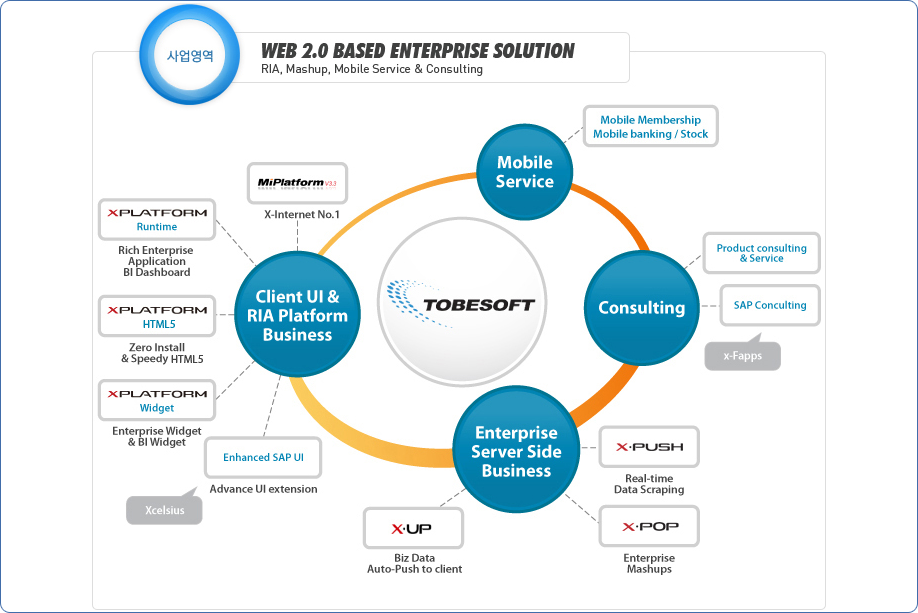 사업영역
WEB 2.0 BASED ENTERPRISE SOLUTION
RIA, Mashup, Mobile Service & Consulting
Mobile Membership
Mobile banking / Stock
Mobile
Service
MiPlatform V3.3
X-Internet No.1
XPLATFORM
Runtime
Rich Enterprise
Application
BI Dashboard
Product consulting
& Service
Client UI &
RIA Platform
Business
TOBESOFT
Consulting
SAP Conculting
x-Fapps
XPLATFORM
HTML5
Zero Install
& Speedy HTML5
XPLATFORM
Widget
Enterprise Widget
& BI Widget
Enhanced SAP UI
Advance UI extension
Xcelsius
Enterprise
Server Side
Business
X·PUSH
Real-time
Data Scraping
X·UP
Biz Data
Auto-Push to client
X·POP
Enterprise
Mashups